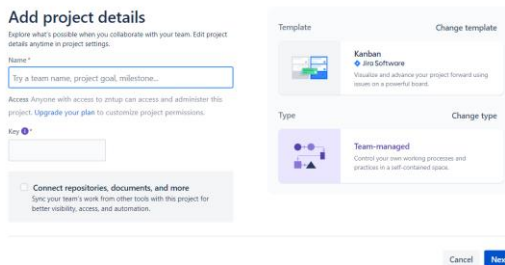 Add project details
Explore what's possible when you collaborate with your team. Edit project
details anytime in project settings.
Name *
Try a team name, project goal, milestone...
Access Anyone with access to zntup can access and administer this
project. Upgrade your plan to customize project permissions.
Key *
Connect repositories, documents, and more
Sync your team's work from other tools with this project for
better visibility, access, and automation.
Template
Change template
Kanban
Jira Software
Visualize and advance your project forward using
issues on a powerful board.
Type
Change type
Team-managed
Control your own working processes and
practices in a self-contained space.
Cancel
Nex